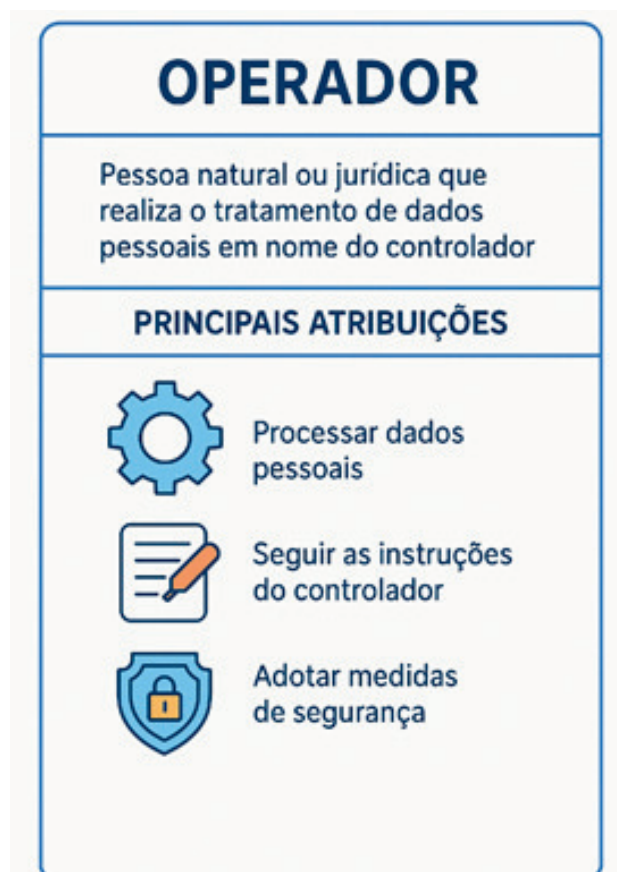 OPERADOR
Pessoa natural ou jurídica que
realiza o tratamento de dados
pessoais em nome do controlador
PRINCIPAIS ATRIBUIÇÕES
Processar dados
pessoais
Seguir as instruções
do controlador
Adotar medidas
de segurança